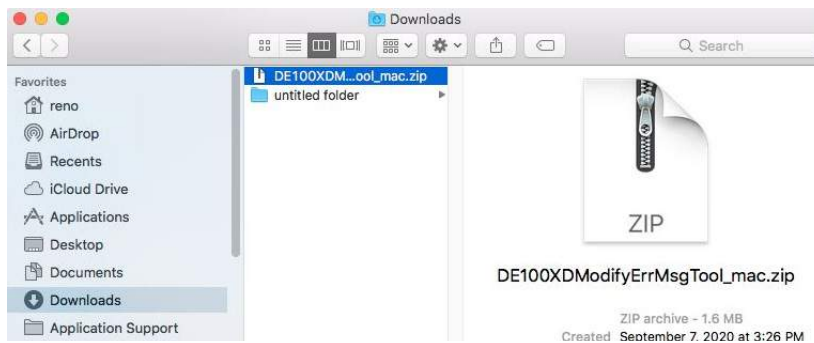 Downloads
Search
Favorites
reno
AirDrop
Recents
iCloud Drive
Applications
Desktop
Documents
Downloads
Application Support
DE100XDM...ool_mac.zip
untitled folder
ZIP
DE100XDModifyErrMsgTool_mac.zip
ZIP archive - 1.6 MB
Created September 7, 2020 at 3:26 PM